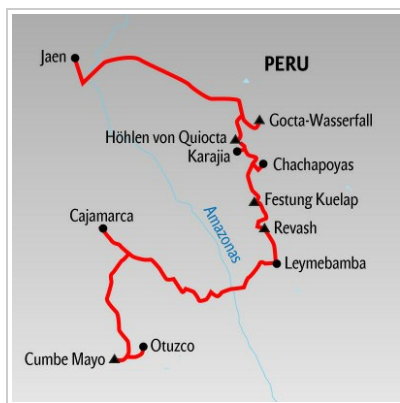 Jaen
PERU
Gocta-Wasserfall
Höhlen von Quiocta
Karajia
Chachapoyas
Festung Kuelap
Cajamarca
Amazonas
Revash
Leymebamba
Otuzco
Cumbe Mayo